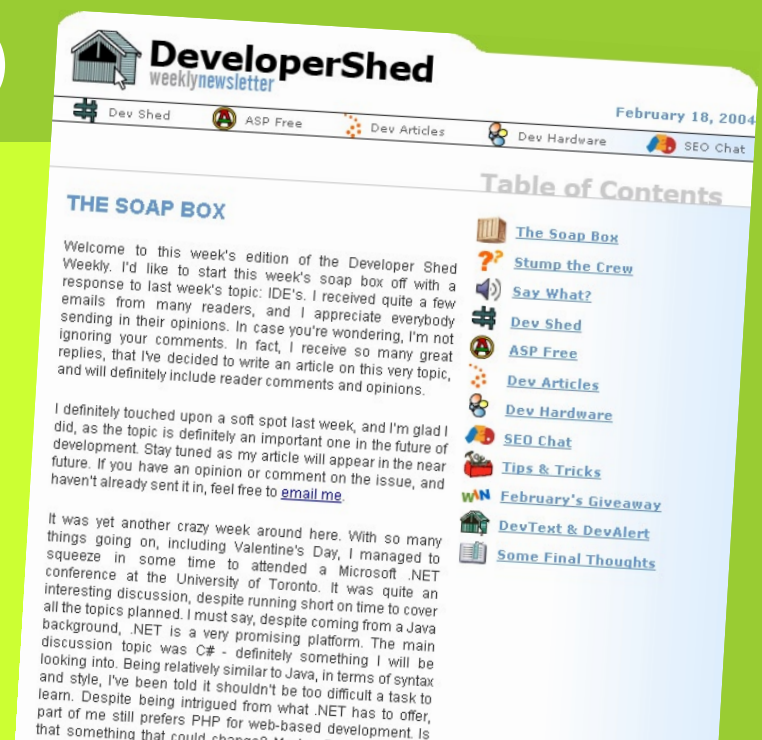 DeveloperShed
weeklynewsletter
February 18, 2004
Dev Shed
ASP Free
Dev Articles
Dev Hardware
SEO Chat
THE SOAP BOX
Welcome to this week's edition of the Developer Shed
Weekly. I'd like to start this week's soap box off with a
response to last week's topic: IDE's. I received quite a few
emails from many readers, and I appreciate everybody
sending in their opinions. In case you're wondering, I'm not
ignoring your comments. In fact, I receive so many great
replies, that I've decided to write an article on this very topic,
and will definitely include reader comments and opinions.
I definitely touched upon a soft spot last week, and I'm glad I
did, as the topic is definitely an important one in the future of
development. Stay tuned as my article will appear in the near
future. If you have an opinion or comment on the issue, and
haven't already sent it in, feel free to email me.
It was yet another crazy week around here. With so many
things going on, including Valentine's Day, I managed to
squeeze in some time to attended a Microsoft .NET
conference at the University of Toronto. It was quite an
interesting discussion, despite running short on time to cover
all the topics planned. I must say, despite coming from a Java
background, .NET is a very promising platform. The main
discussion topic was C# - definitely something I will be
looking into. Being relatively similar to Java, in terms of syntax
and style, I've been told it shouldn't be too difficult a task to
learn. Despite being intrigued from what .NET has to offer,
part of me still prefers PHP for web-based development. Is
that something that could change?
Table of Contents
The Soap Box
?? Stump the Crew
Say What?
Dev Shed
ASP Free
Dev Articles
Dev Hardware
SEO Chat
Tips & Tricks
WIN February's Giveaway
DevText & DevAlert
Some Final Thoughts